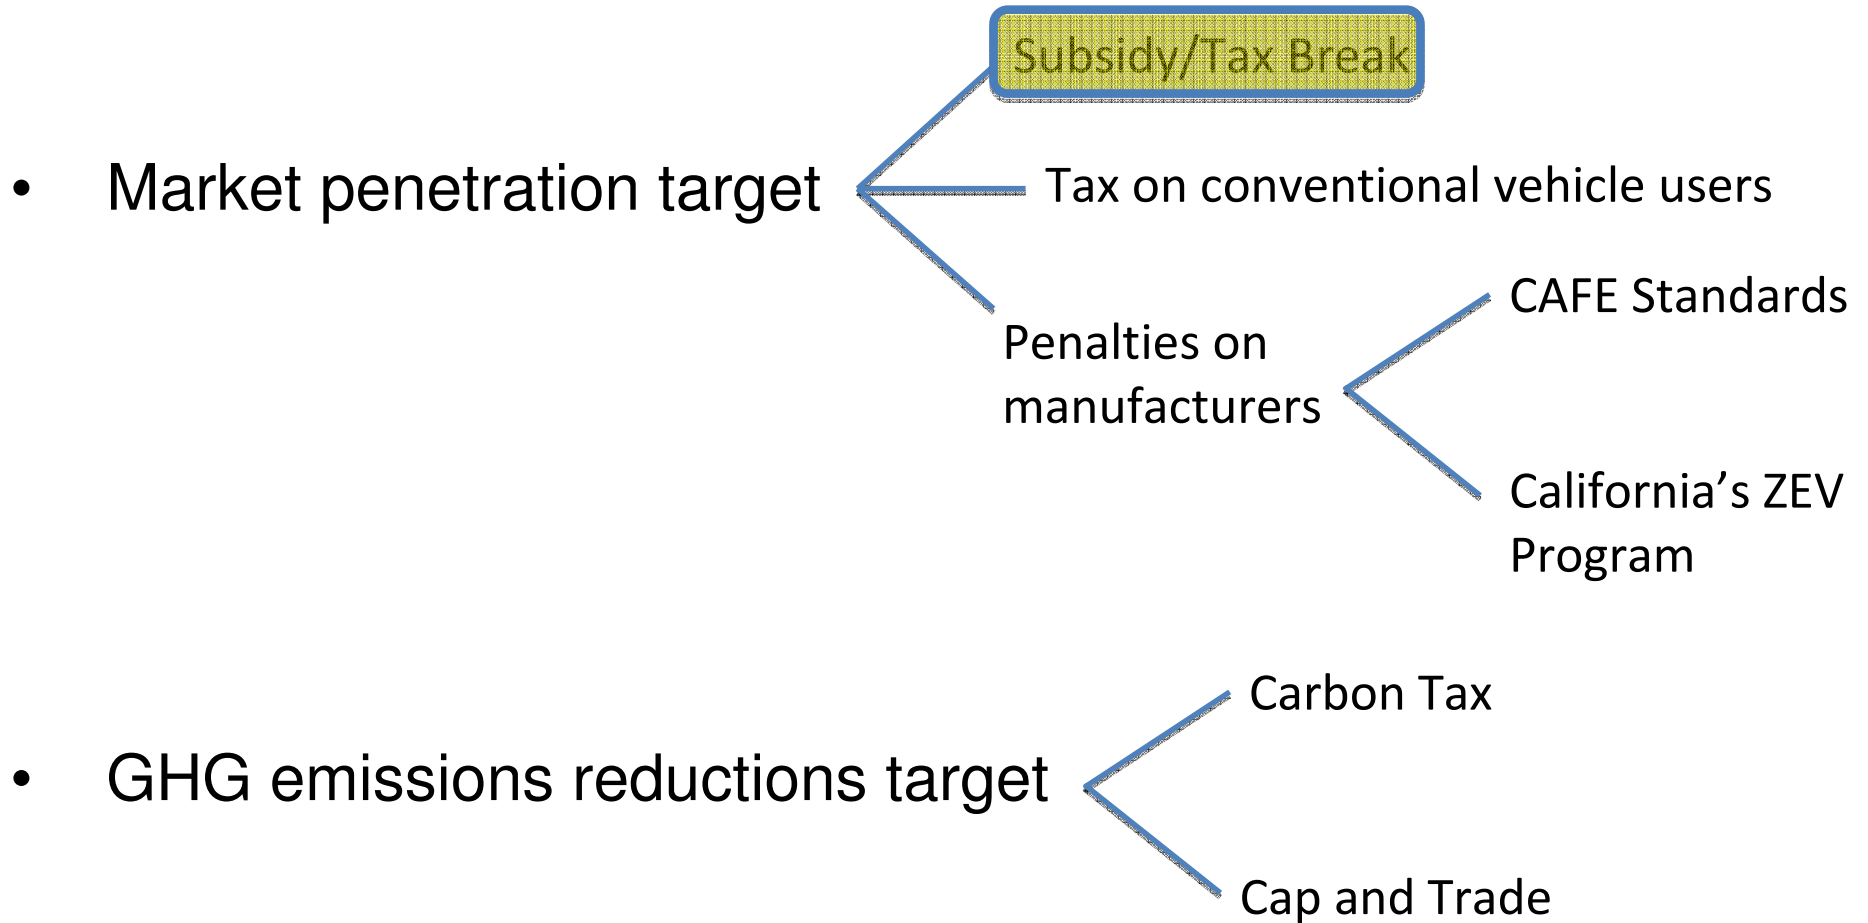 Subsidy/Tax Break
• Market penetration target
Tax on conventional vehicle users
CAFE Standards
Penalties on
manufacturers
California’s ZEV
Program
Carbon Tax
• GHG emissions reductions target
Cap and Trade